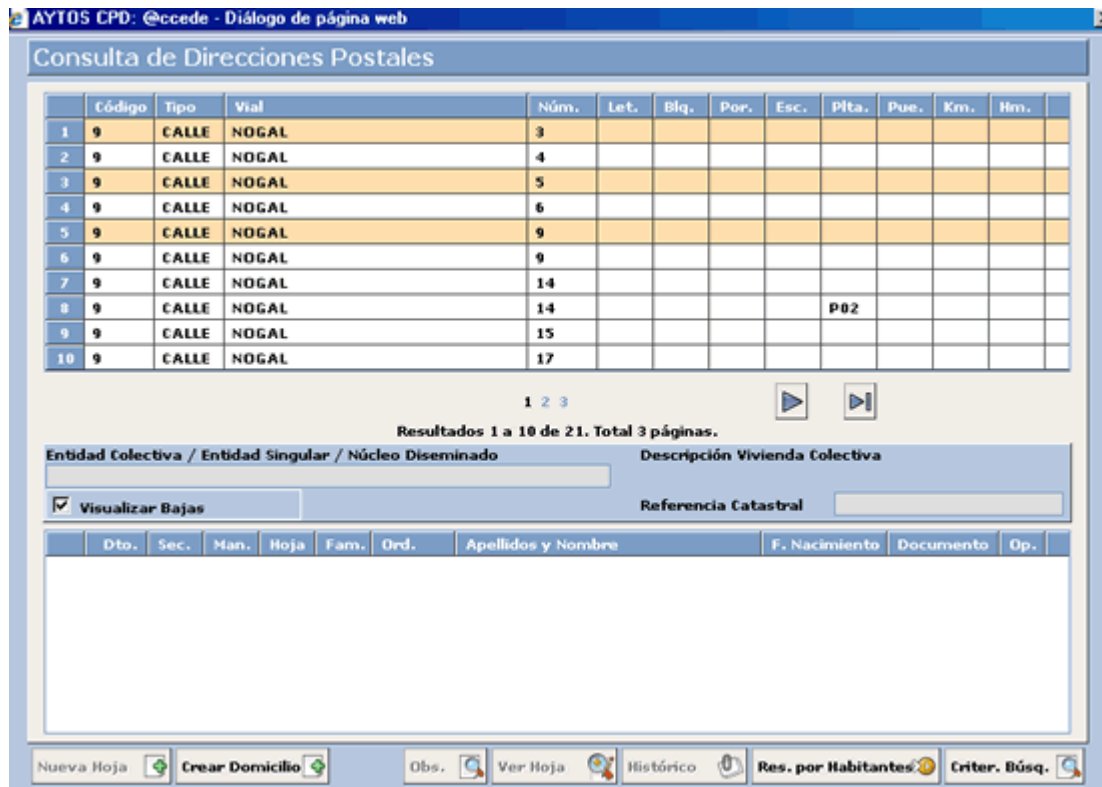 AYTOS CPD: @ccede - Diálogo de página web
Consulta de Direcciones Postales
Código Tipo Vial Núm. Let. Blq. Por. Esc. Plta. Pue. Km. Hm.
1 9 CALLE NOGAL 3
2 9 CALLE NOGAL 4
3 9 CALLE NOGAL 5
4 9 CALLE NOGAL 6
5 9 CALLE NOGAL 9
6 9 CALLE NOGAL 9
7 9 CALLE NOGAL 14
8 9 CALLE NOGAL 14 P02
9 9 CALLE NOGAL 15
10 9 CALLE NOGAL 17
1 2 3
Resultados 1 a 10 de 21. Total 3 páginas.
Entidad Colectiva / Entidad Singular / Núcleo Diseminado Descripción Vivienda Colectiva
Visualizar Bajas Referencia Catastral
Dto. Sec. Man. Hoja Fam. Ord. Apellidos y Nombre F. Nacimiento Documento Op.
Nueva Hoja Crear Domicilio Obs. Ver Hoja Histórico Res. por Habitantes Criter. Búsq.